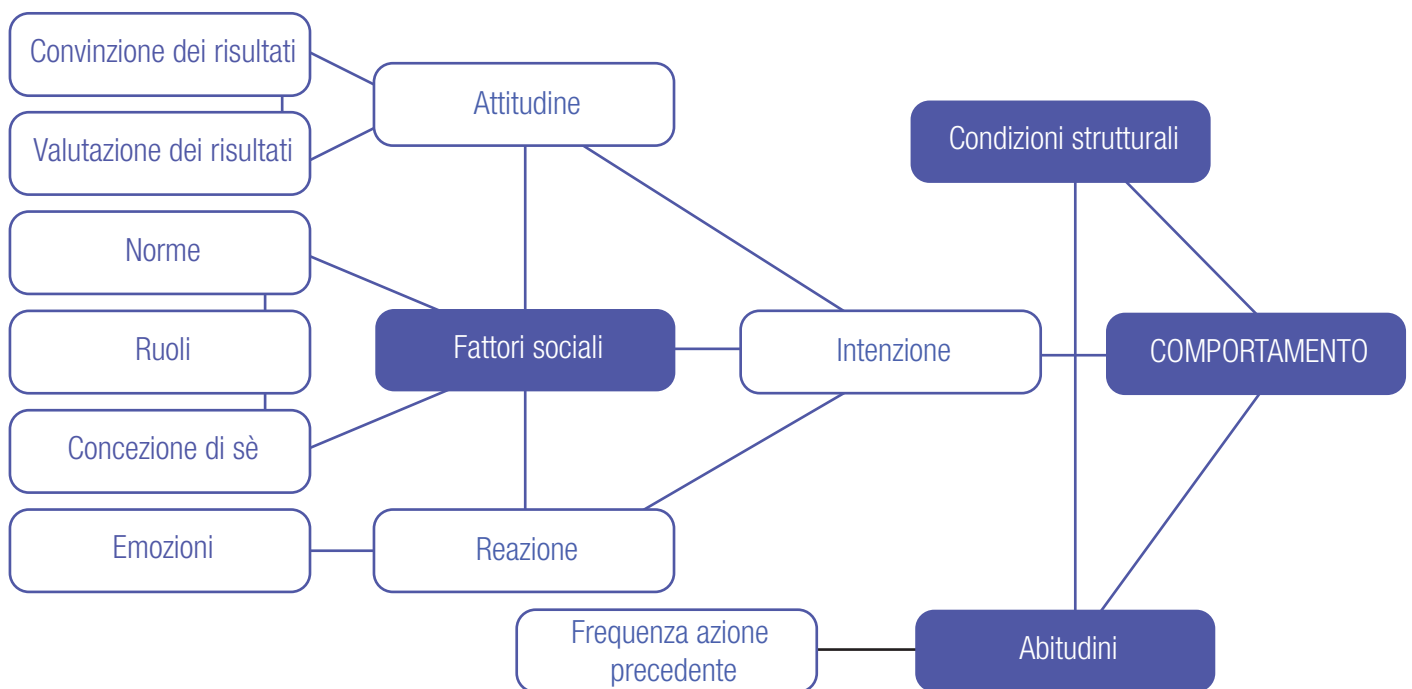 Convinzione dei risultati
Valutazione dei risultati
Norme
Ruoli
Concezione di sè
Emozioni
Attitudine
Fattori sociali
Reazione
Frequenza azione
precedente
Intenzione
Condizioni strutturali
COMPORTAMENTO
Abitudini